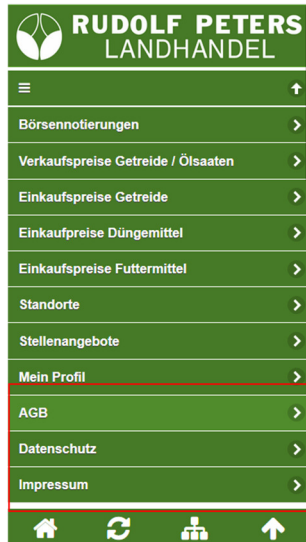 RUDOLF PETERS
LANDHANDEL
Börsennotierungen
Verkaufspreise Getreide / Ölsaaten
Einkaufspreise Getreide
Einkaufpreise Düngemittel
Einkaufspreise Futtermittel
Standorte
Stellenangebote
Mein Profil
AGB
Datenschutz
Impressum